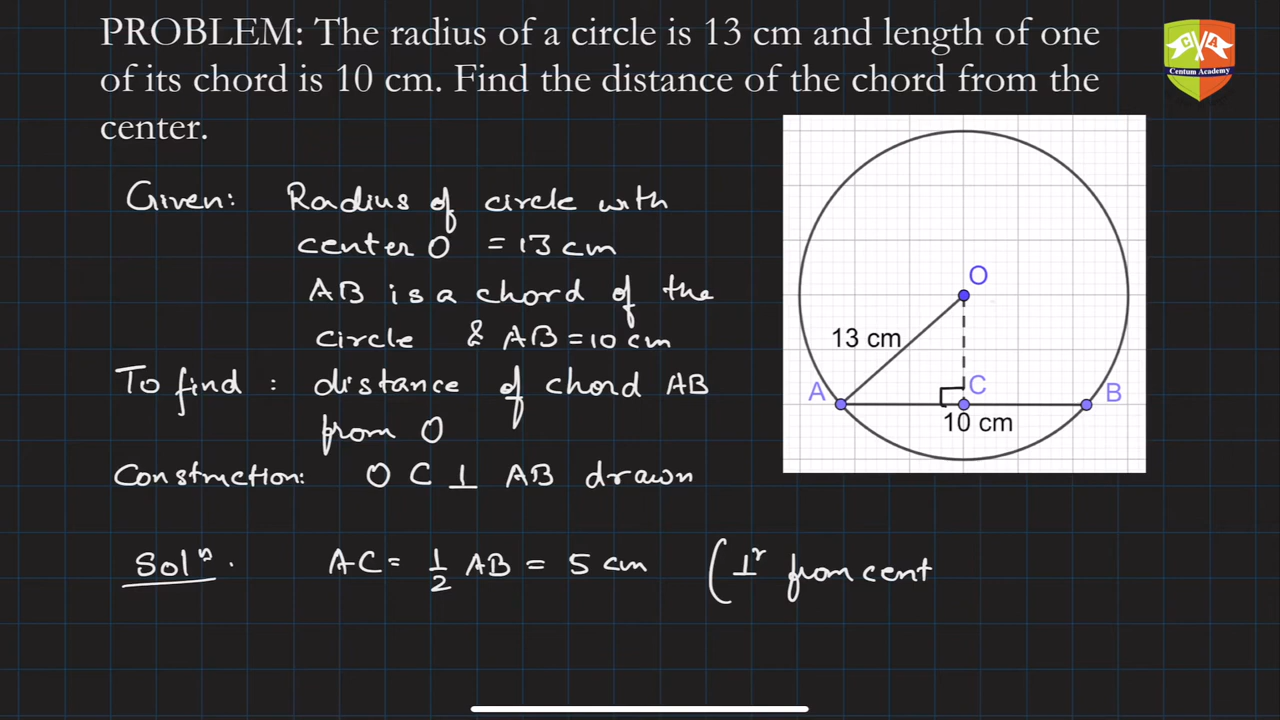 PROBLEM: The radius of a circle is 13 cm and length of one
of its chord is 10 cm. Find the distance of the chord from the
center.
C A
Centum Academy
Given: Radius of circle with
center O = 13 cm
AB is a chord of the
circle & AB = 10 cm
To find : distance of chord AB
from O
Construction: O C ⊥ AB drawn
O
13 cm
A
C
B
10 cm
Solⁿ. AC = 1/2 AB = 5 cm (⊥ʳ from cent